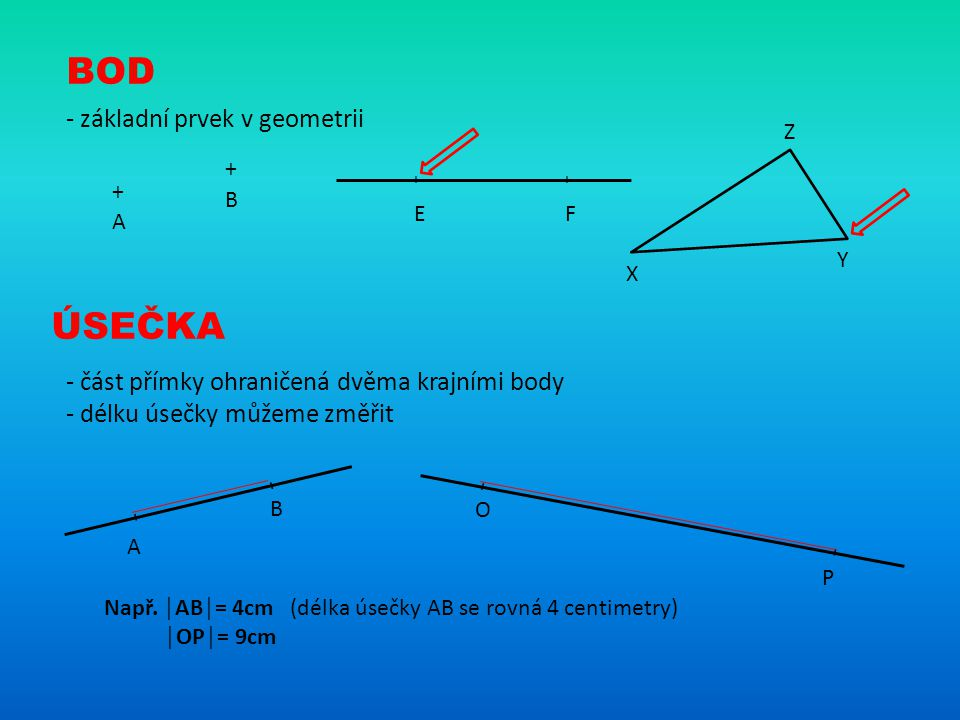 BOD
- základní prvek v geometrii
+
A
+
B
E F
Z
X
Y
ÚSEČKA
- část přímky ohraničená dvěma krajními body
- délku úsečky můžeme změřit
A
B
O
P
Např. │AB│= 4cm (délka úsečky AB se rovná 4 centimetry)
│OP│= 9cm